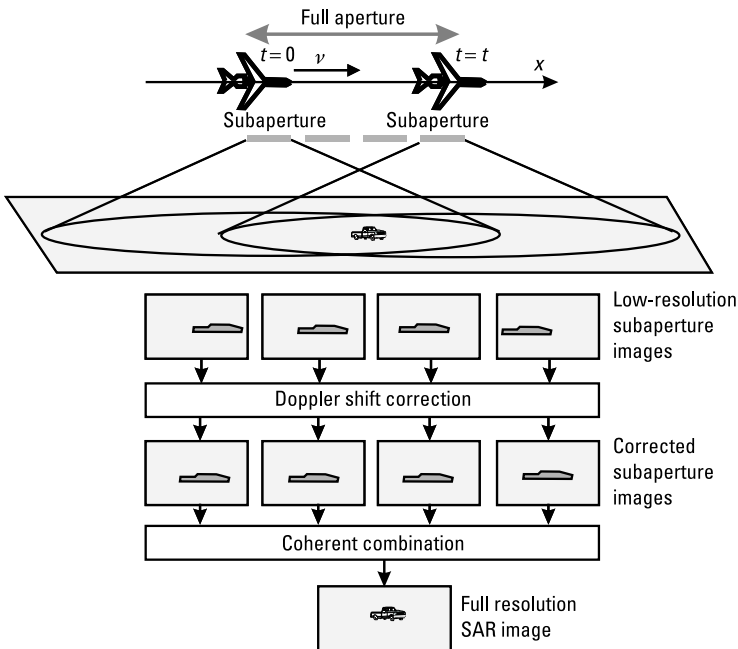 Full aperture
t=0
ν
t=t
x
Subaperture
Subaperture
Low-resolution
subaperture
images
Doppler shift correction
Corrected
subaperture
images
Coherent combination
Full resolution
SAR image